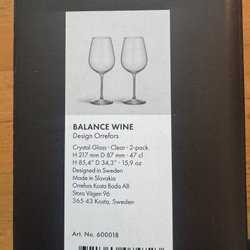 BALANCE WINE
Design Orrefors
Crystal Glass · Clear · 2-pack
H 217 mm D 87 mm · 47 cl
H 85,4" D 34,3" · 15,9 oz
Designed in Sweden
Made in Slovakia
Orrefors Kosta Boda AB
Stora Vägen 96
365 43 Kosta, Sweden
Art. No. 600018